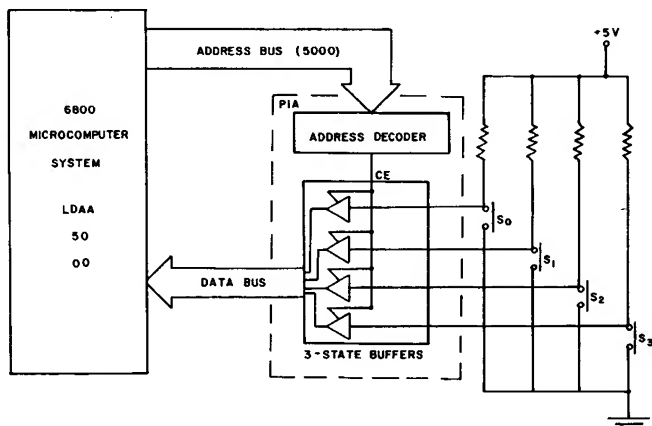 ADDRESS BUS (5000)
+5V
6800
MICROCOMPUTER
SYSTEM
LDAA
50
00
PIA
ADDRESS DECODER
CE
S0
S1
S2
S3
DATA BUS
3-STATE BUFFERS